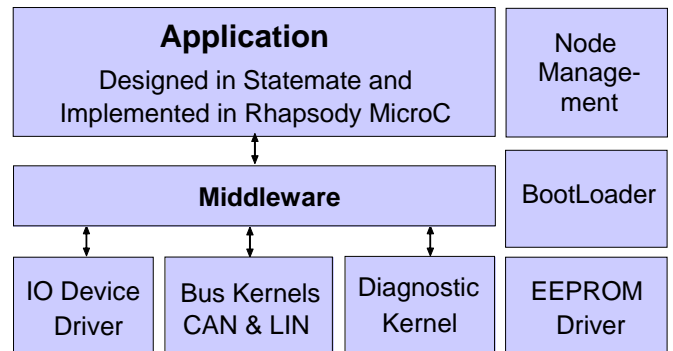 Application
Designed in Statemate and
Implemented in Rhapsody MicroC
Node
Manage-
ment
Middleware
BootLoader
IO Device
Driver
Bus Kernels
CAN & LIN
Diagnostic
Kernel
EEPROM
Driver